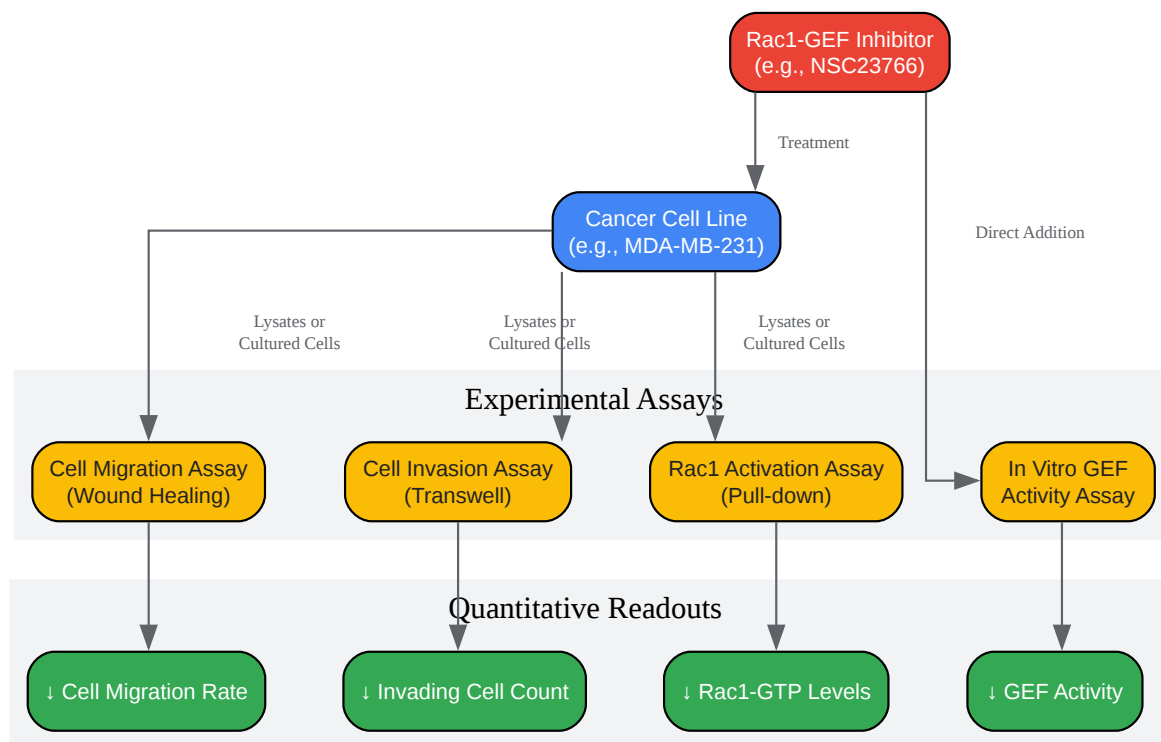 Rac1-GEF Inhibitor
(e.g., NSC23766)
Treatment
Cancer Cell Line
(e.g., MDA-MB-231)
Direct Addition
Lysates or
Cultured Cells
Lysates or
Cultured Cells
Lysates or
Cultured Cells
Experimental Assays
Cell Migration Assay
(Wound Healing)
Cell Invasion Assay
(Transwell)
Rac1 Activation Assay
(Pull-down)
In Vitro GEF
Activity Assay
Quantitative Readouts
↓ Cell Migration Rate
↓ Invading Cell Count
↓ Rac1-GTP Levels
↓ GEF Activity